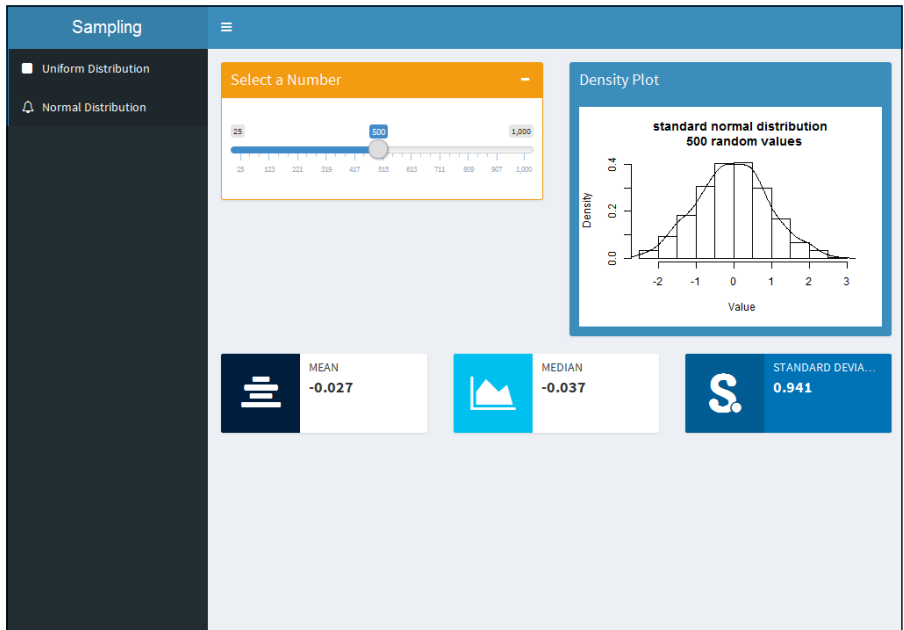 Sampling
Uniform Distribution
Normal Distribution
Select a Number
25 500 1,000
25 123 221 319 417 515 613 711 809 907 1,000
Density Plot
standard normal distribution
500 random values
Density
0.0 0.2 0.4
-2 -1 0 1 2 3
Value
MEAN
-0.027
MEDIAN
-0.037
STANDARD DEVIA...
0.941